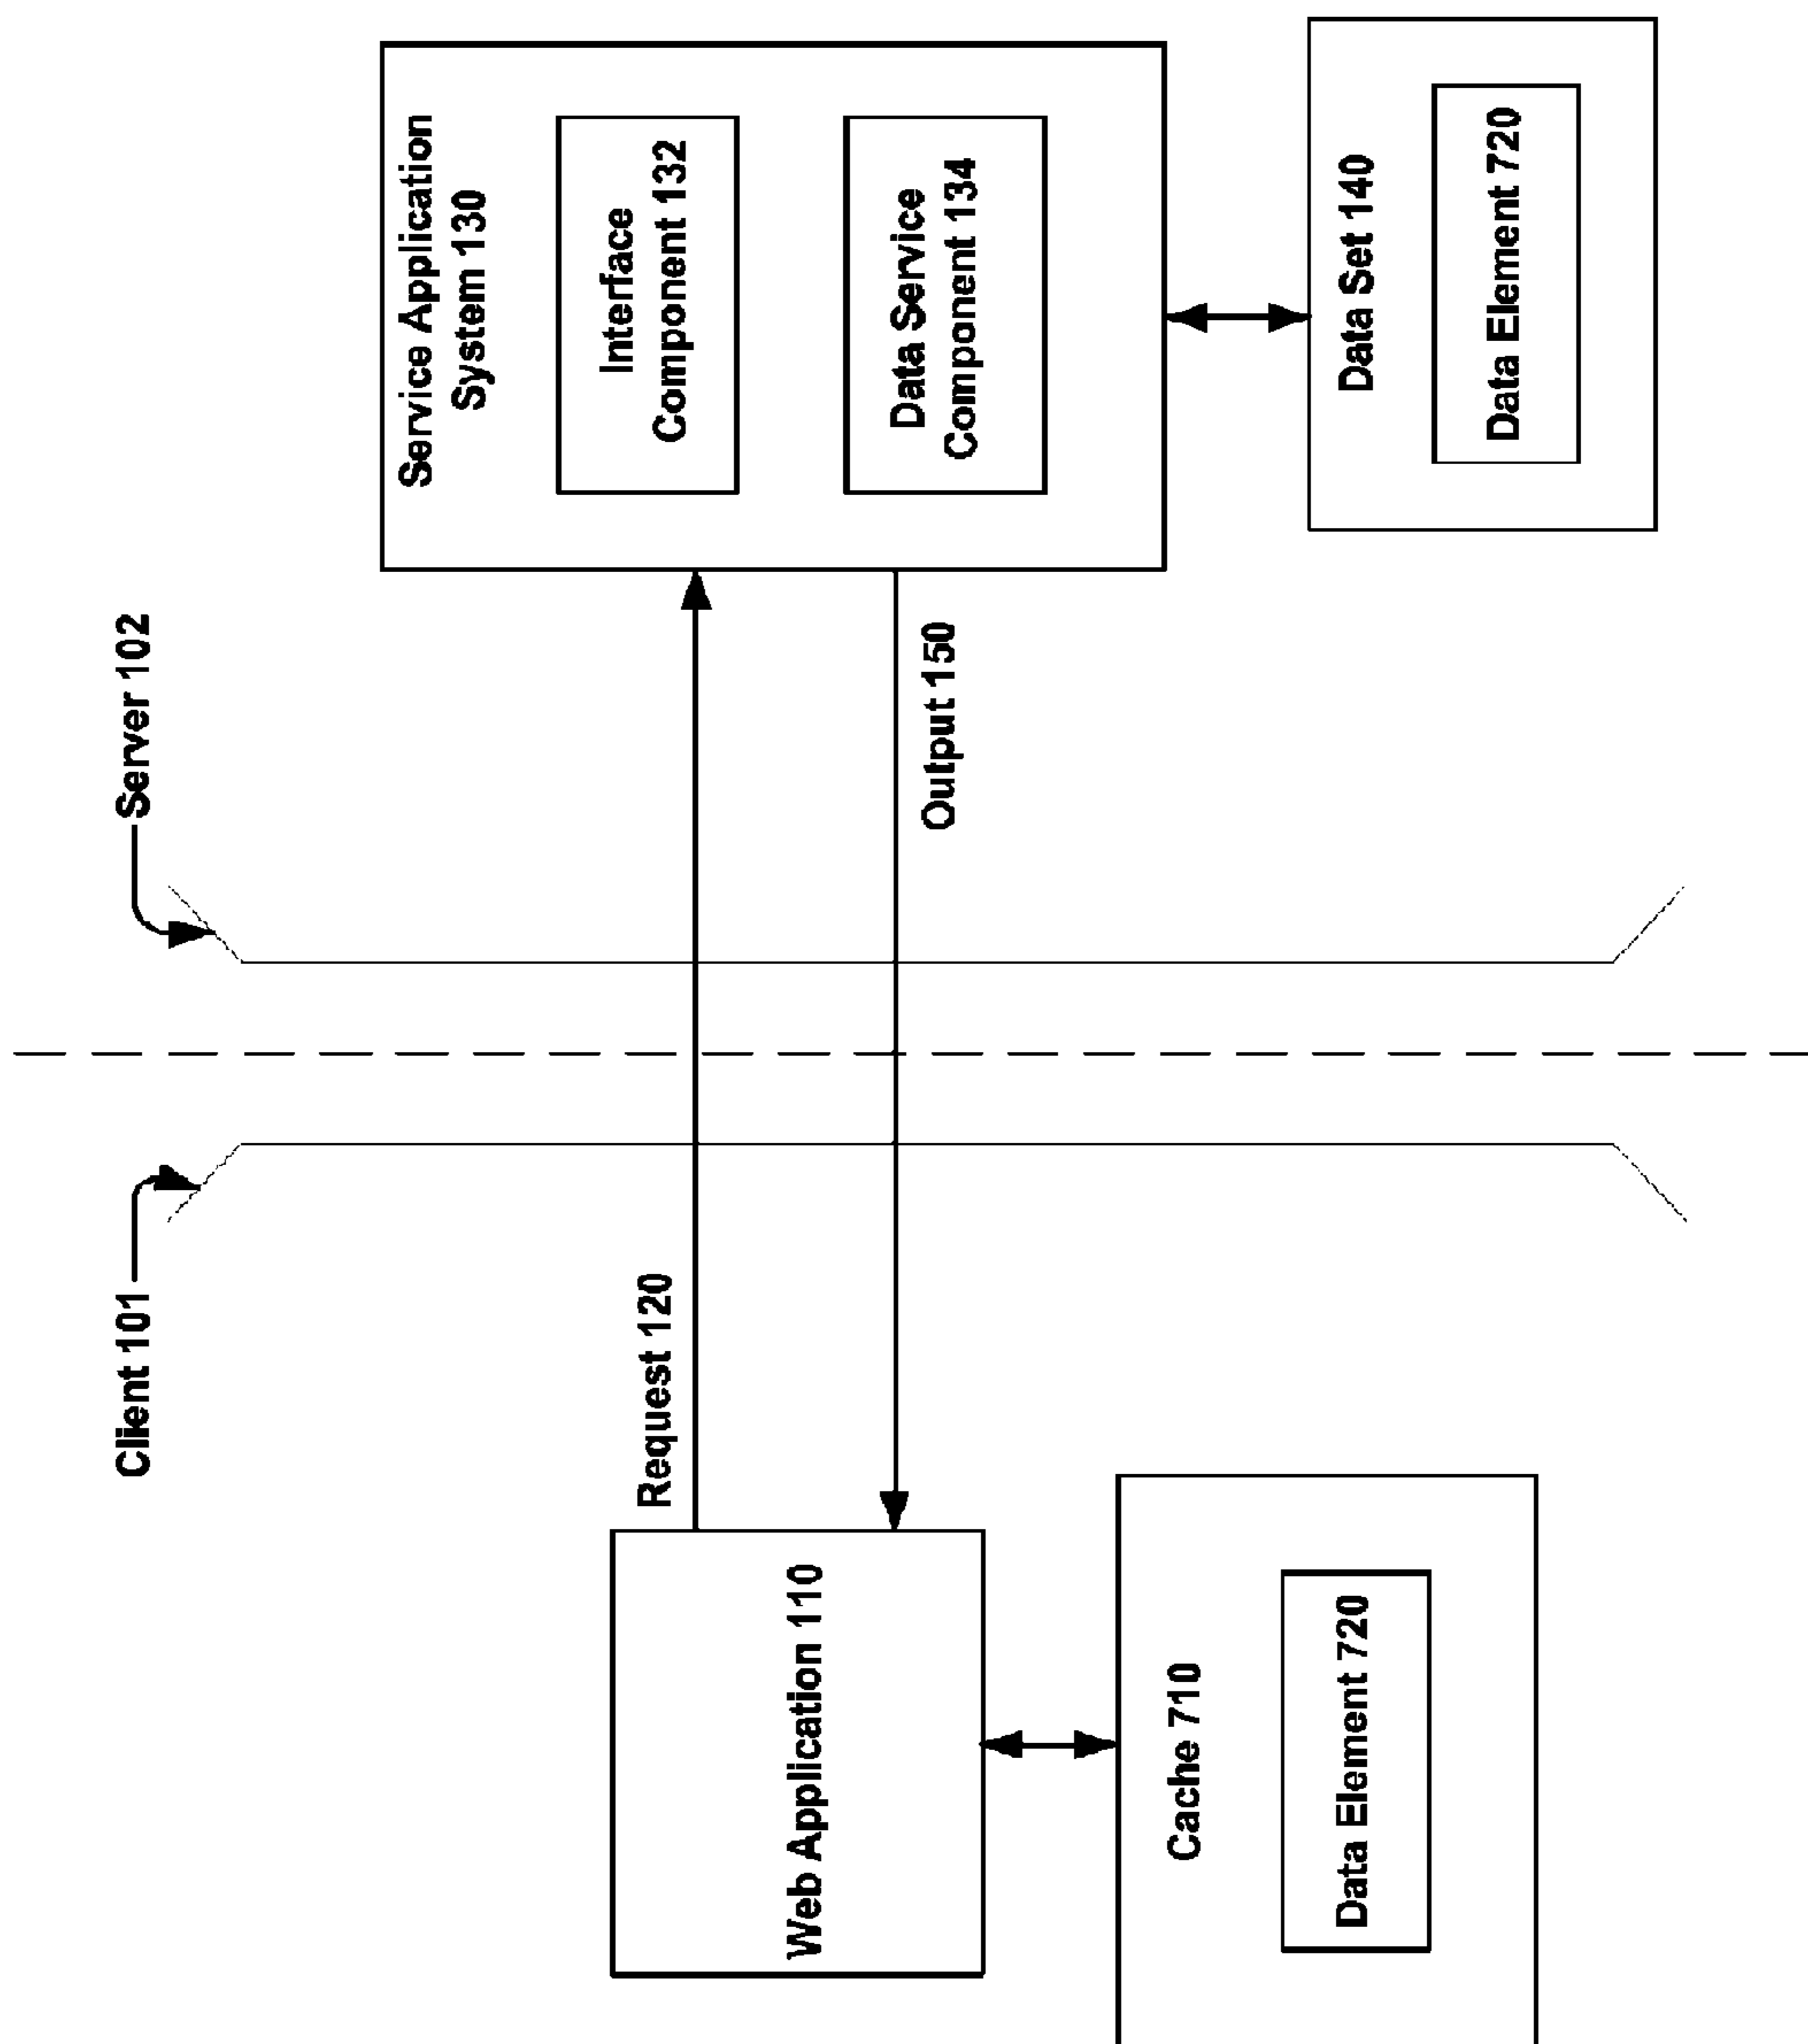 Client 101
Server 102
Service Application
System 130
Interface
Component 132
Request 120
Web Application 110
Data Service
Component 134
Output 150
Cache 710
Data Element 720
Data Set 140
Data Element 720